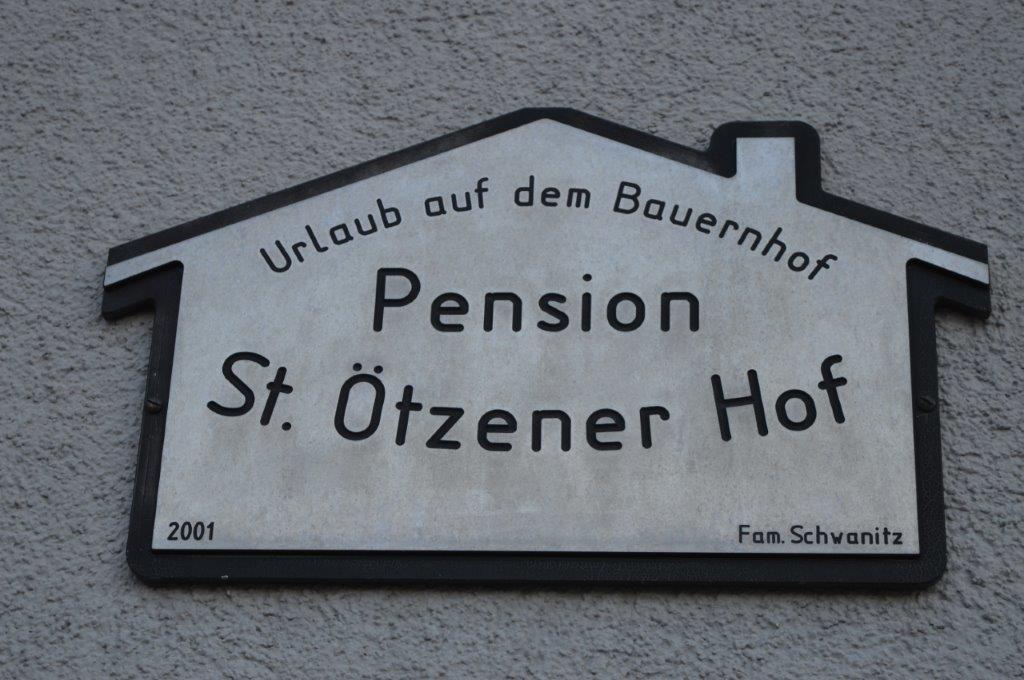 Urlaub auf dem Bauernhof
Pension
St. Ötzener Hof
2001
Fam. Schwanitz